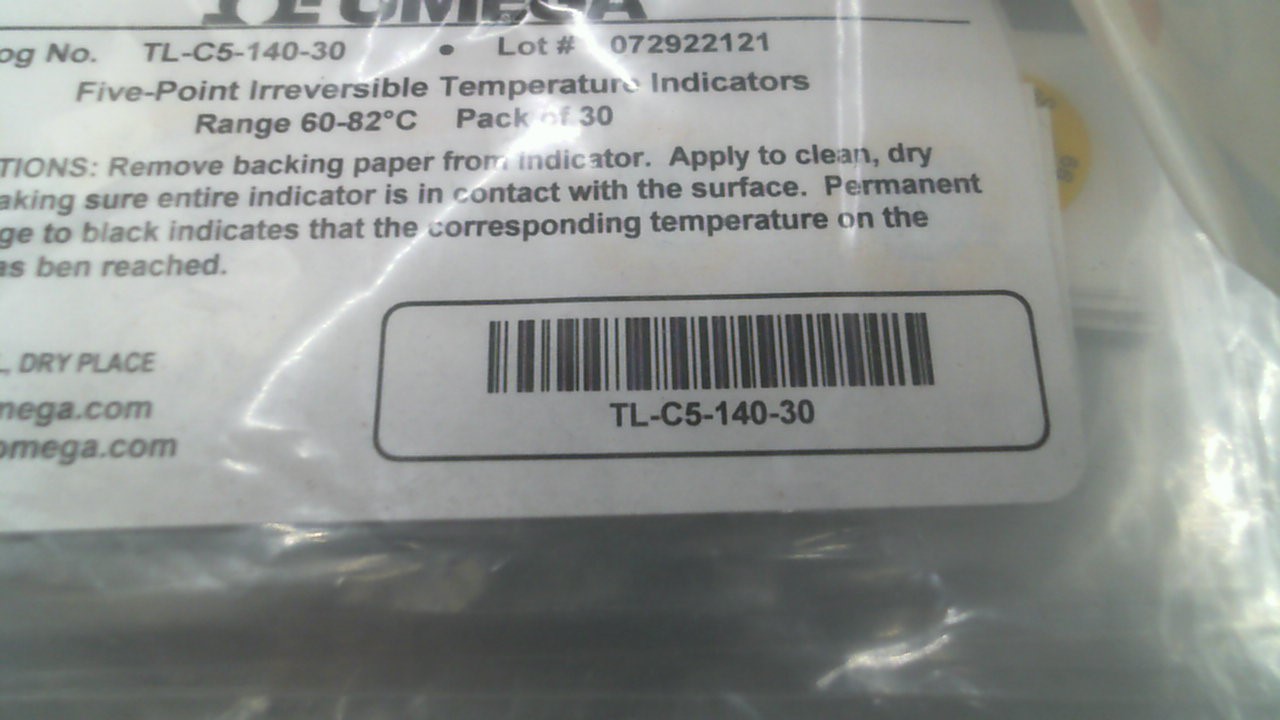 OMEGA
og No. TL-C5-140-30 • Lot # 072922121
Five-Point Irreversible Temperature Indicators
Range 60-82°C Pack of 30
TIONS: Remove backing paper from indicator. Apply to clean, dry
aking sure entire indicator is in contact with the surface. Permanent
ge to black indicates that the corresponding temperature on the
as ben reached.
L, DRY PLACE
mega.com
omega.com
TL-C5-140-30